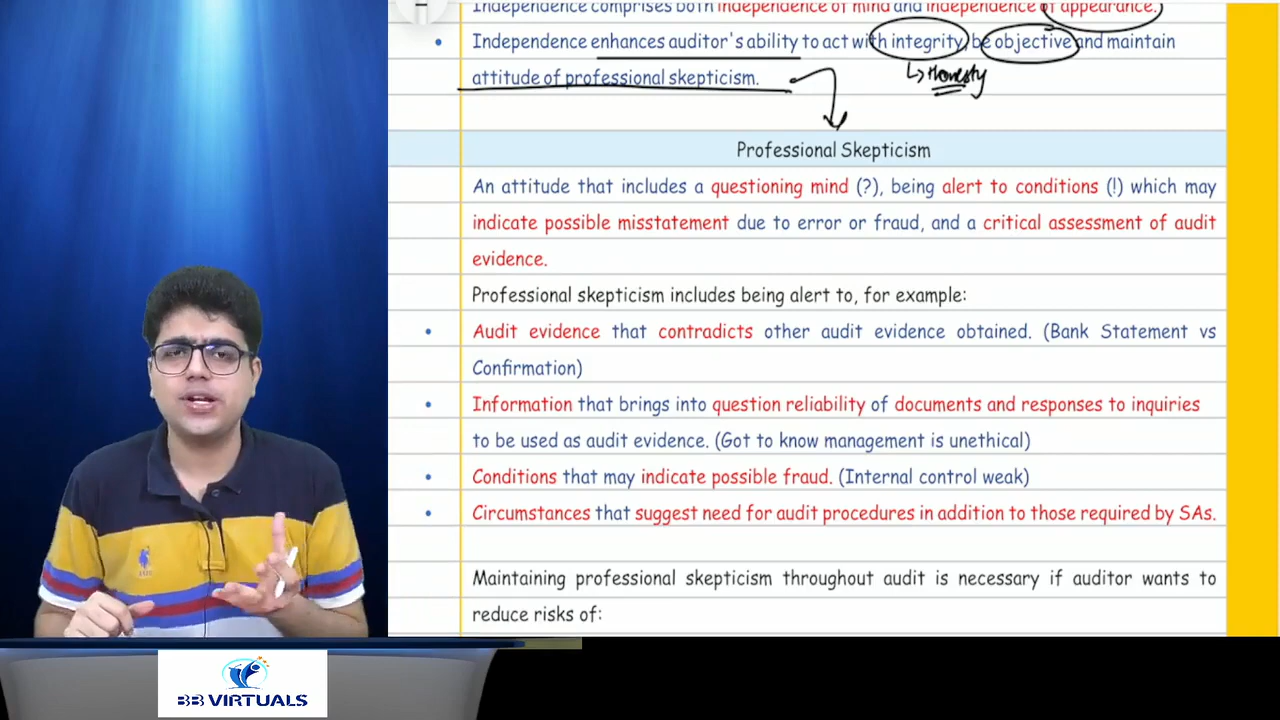 Independence comprises both independence of mind and independence of appearance.
• Independence enhances auditor's ability to act with integrity, be objective and maintain
attitude of professional skepticism.
↳ Honesty
Professional Skepticism
An attitude that includes a questioning mind (?), being alert to conditions (!) which may
indicate possible misstatement due to error or fraud, and a critical assessment of audit
evidence.
Professional skepticism includes being alert to, for example:
• Audit evidence that contradicts other audit evidence obtained. (Bank Statement vs
Confirmation)
• Information that brings into question reliability of documents and responses to inquiries
to be used as audit evidence. (Got to know management is unethical)
• Conditions that may indicate possible fraud. (Internal control weak)
• Circumstances that suggest need for audit procedures in addition to those required by SAs.
Maintaining professional skepticism throughout audit is necessary if auditor wants to
reduce risks of:
BB VIRTUALS